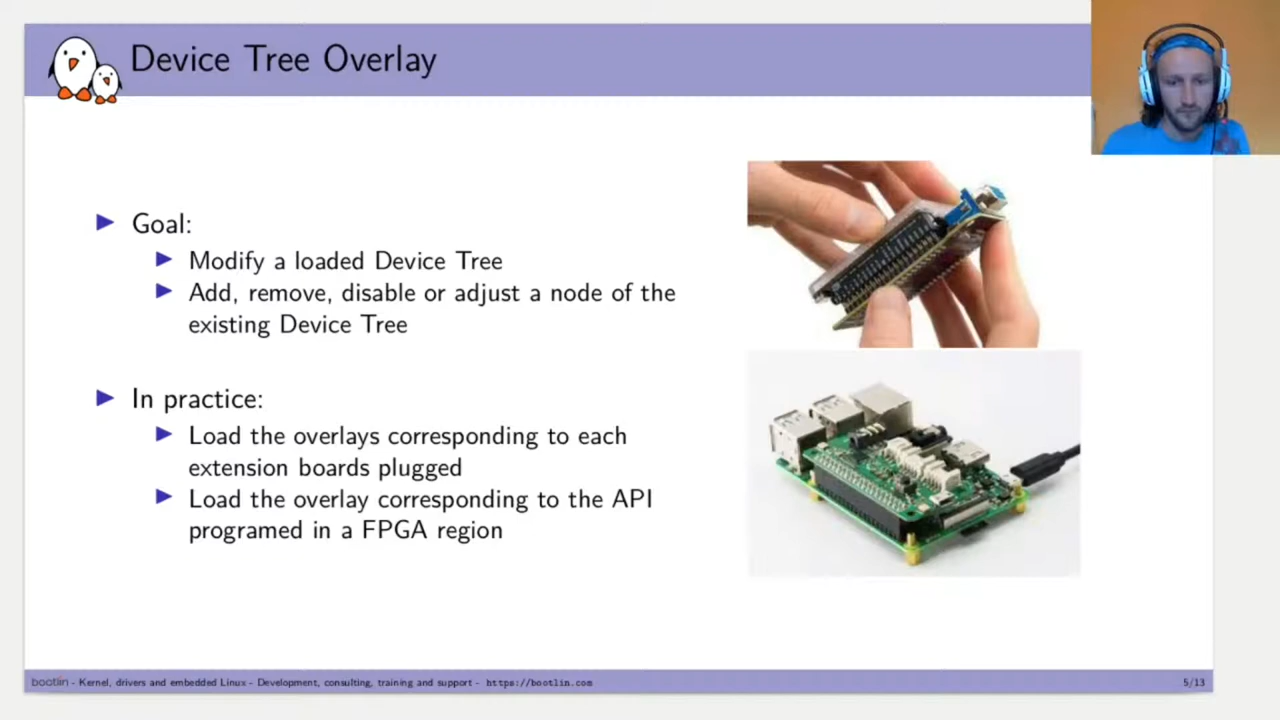 Device Tree Overlay
Goal:
Modify a loaded Device Tree
Add, remove, disable or adjust a node of the
existing Device Tree
In practice:
Load the overlays corresponding to each
extension boards plugged
Load the overlay corresponding to the API
programed in a FPGA region
bootlin - Kernel, drivers and embedded Linux - Development, consulting, training and support - https://bootlin.com
5/13